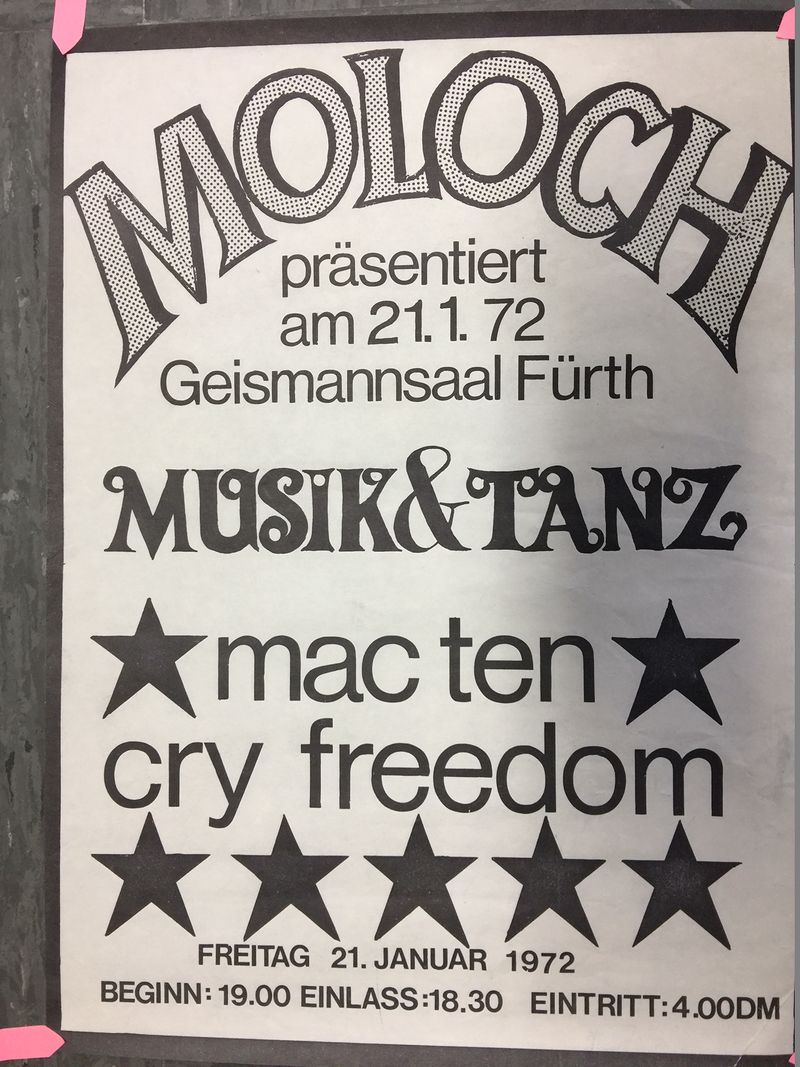 MOLOCH
präsentiert
am 21.1. 72
Geismannsaal Fürth
MUSIK&TANZ
mac ten
cry freedom
FREITAG 21. JANUAR 1972
BEGINN: 19.00 EINLASS:18.30 EINTRITT: 4.00DM